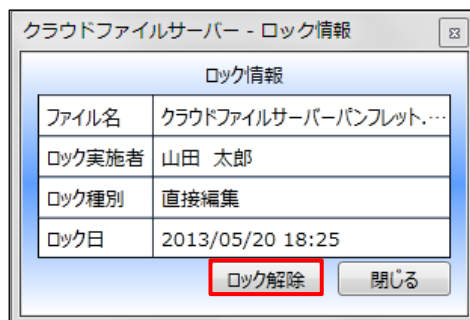 クラウドファイルサーバー - ロック情報
ロック情報
ファイル名 クラウドファイルサーバーパンフレット.…
ロック実施者 山田 太郎
ロック種別 直接編集
ロック日 2013/05/20 18:25
ロック解除 閉じる